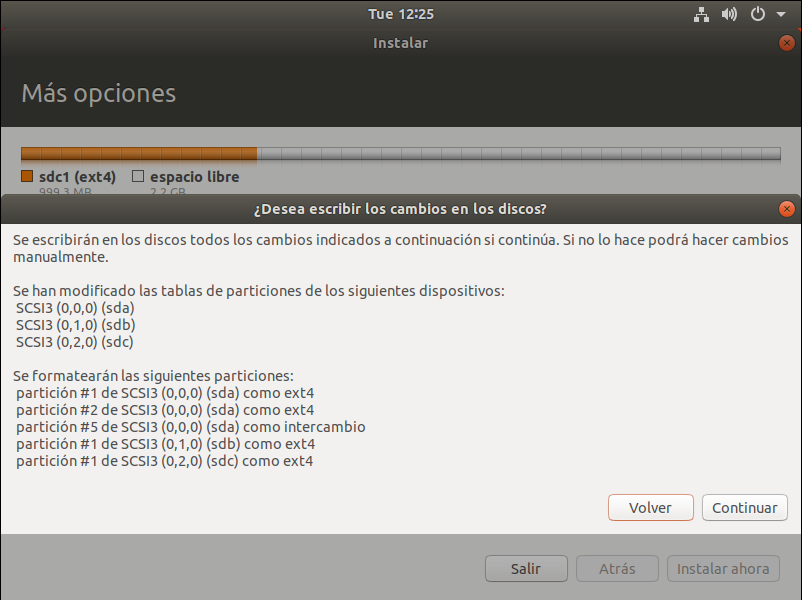 Tue 12:25
Instalar
Más opciones
sdc1 (ext4) espacio libre
999.3 MB 2.2 GB
¿Desea escribir los cambios en los discos?
Se escribirán en los discos todos los cambios indicados a continuación si continúa. Si no lo hace podrá hacer cambios
manualmente.
Se han modificado las tablas de particiones de los siguientes dispositivos:
SCSI3 (0,0,0) (sda)
SCSI3 (0,1,0) (sdb)
SCSI3 (0,2,0) (sdc)
Se formatearán las siguientes particiones:
partición #1 de SCSI3 (0,0,0) (sda) como ext4
partición #2 de SCSI3 (0,0,0) (sda) como ext4
partición #5 de SCSI3 (0,0,0) (sda) como intercambio
partición #1 de SCSI3 (0,1,0) (sdb) como ext4
partición #1 de SCSI3 (0,2,0) (sdc) como ext4
Volver Continuar
Salir Atrás Instalar ahora